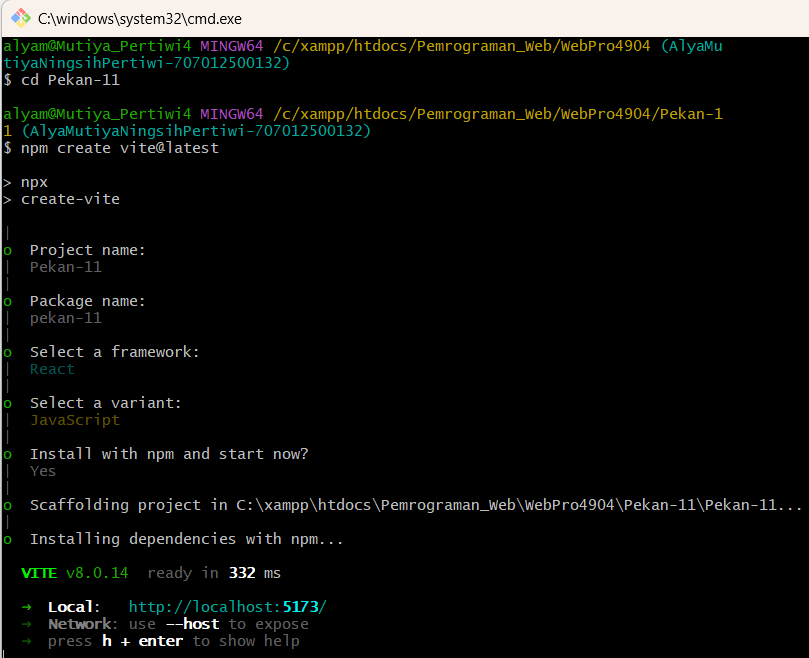 C:\windows\system32\cmd.exe
alyam@Mutiya_Pertiwi4 MINGW64 /c/xampp/htdocs/Pemrograman_Web/WebPro4904 (AlyaMu
tiyaNingsihPertiwi-707012500132)
$ cd Pekan-11
alyam@Mutiya_Pertiwi4 MINGW64 /c/xampp/htdocs/Pemrograman_Web/WebPro4904/Pekan-1
1 (AlyaMutiyaNingsihPertiwi-707012500132)
$ npm create vite@latest
> npx
> create-vite
|
o  Project name:
|  Pekan-11
|
o  Package name:
|  pekan-11
|
o  Select a framework:
|  React
|
o  Select a variant:
|  JavaScript
|
o  Install with npm and start now?
|  Yes
|
o  Scaffolding project in C:\xampp\htdocs\Pemrograman_Web\WebPro4904\Pekan-11\Pekan-11...
|
o  Installing dependencies with npm...
VITE v8.0.14  ready in 332 ms
→  Local:   http://localhost:5173/
→  Network: use --host to expose
→  press h + enter to show help